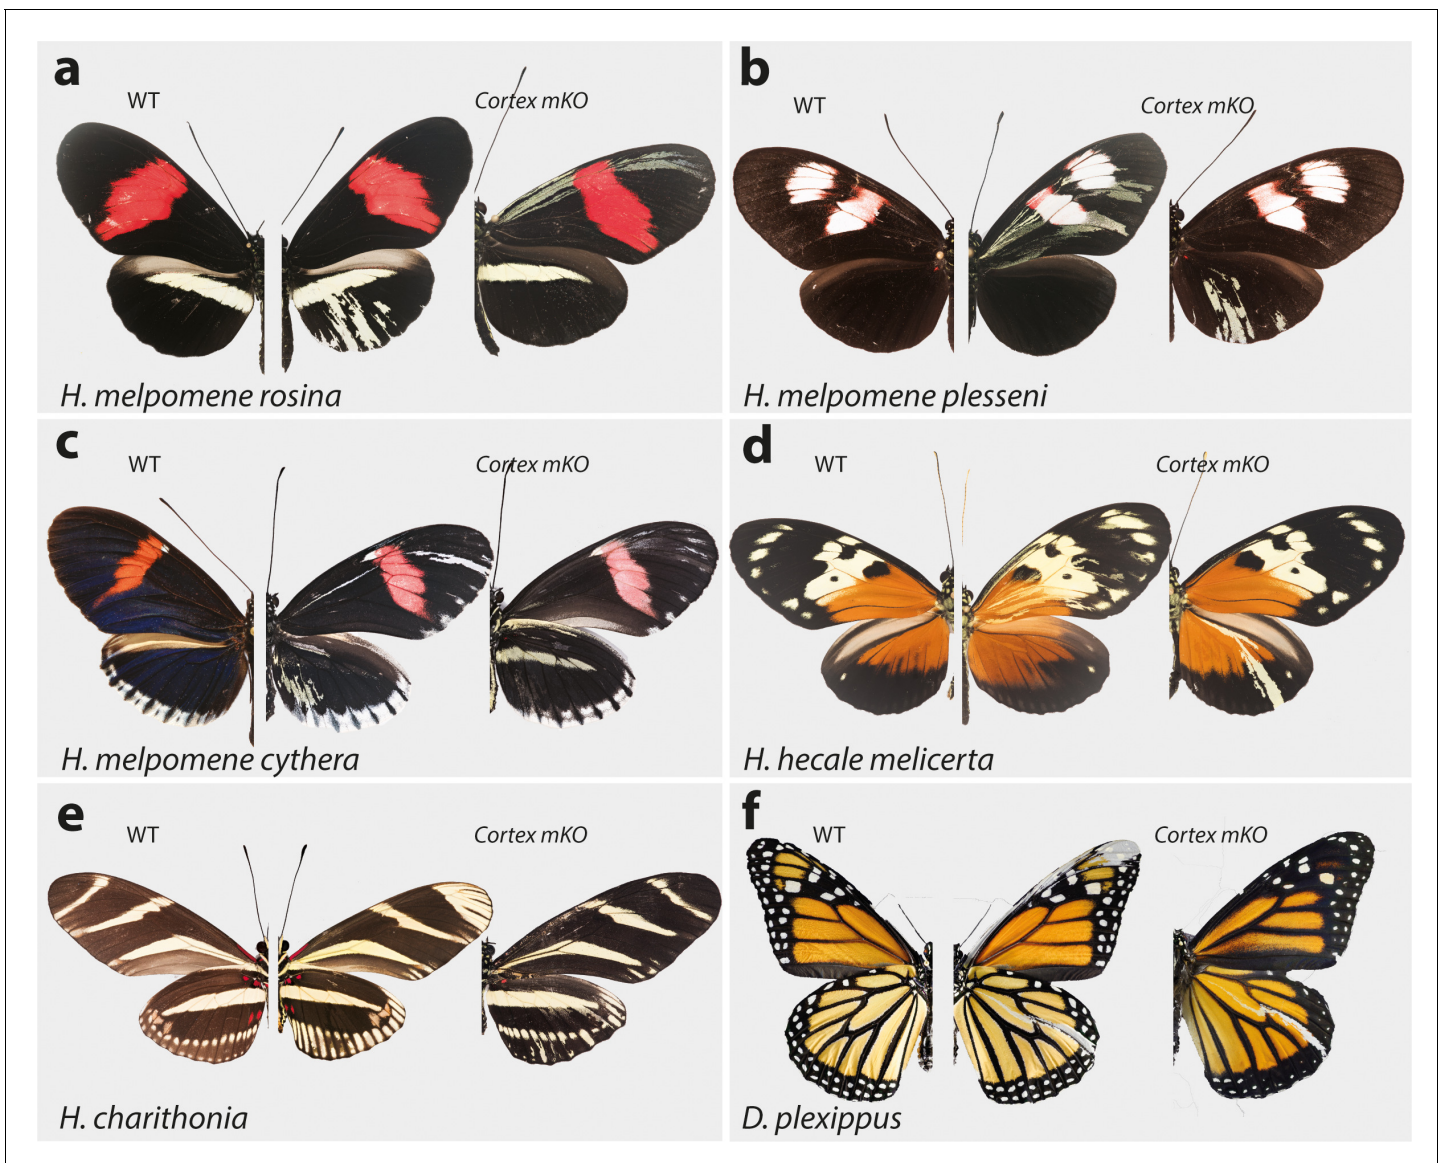 a
WT
Cortex mKO
H. melpomene rosina
b
WT
Cortex mKO
H. melpomene plesseni
c
WT
Cortex mKO
H. melpomene cythera
d
WT
Cortex mKO
H. hecale melicerta
e
WT
Cortex mKO
H. charithonia
f
WT
Cortex mKO
D. plexippus